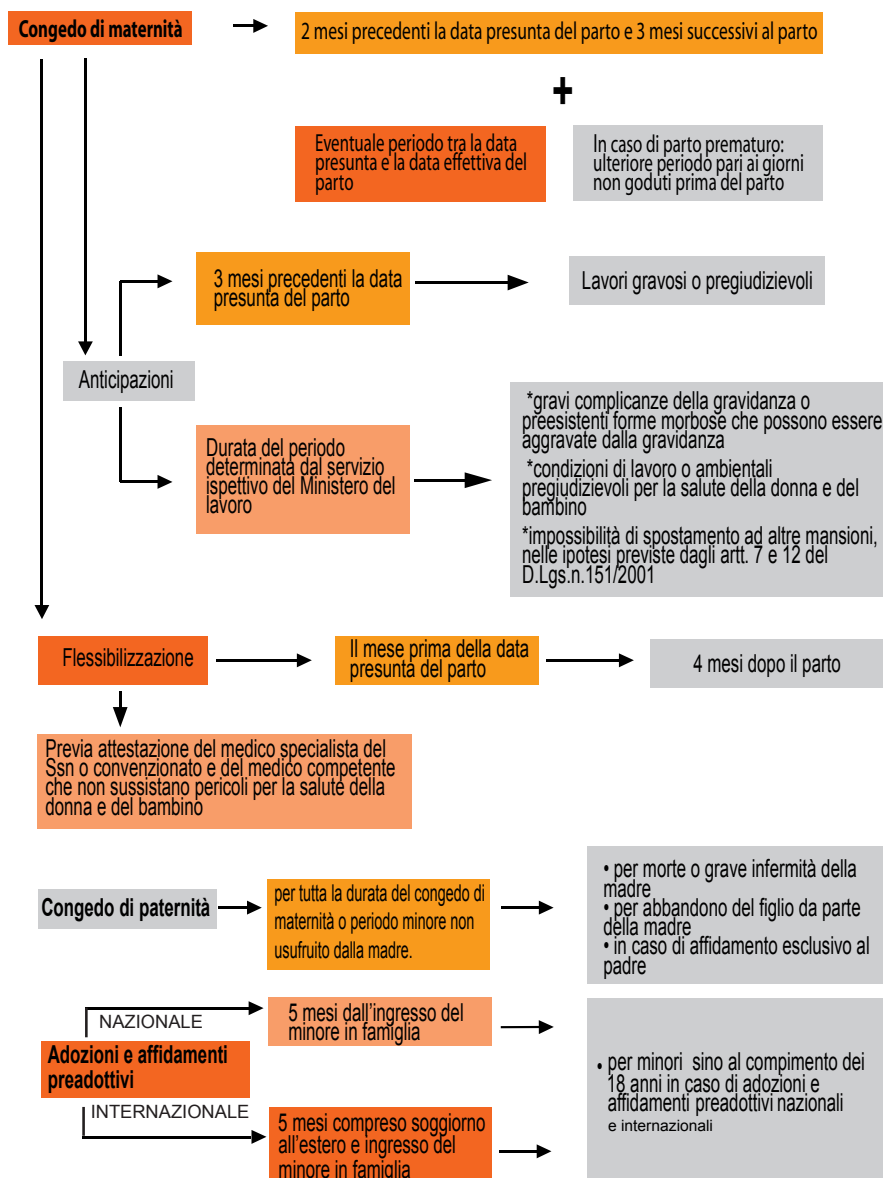 Congedo di maternità
2 mesi precedenti la data presunta del parto e 3 mesi successivi al parto
+
Eventuale periodo tra la data
presunta e la data effettiva del
parto
In caso di parto prematuro:
ulteriore periodo pari ai giorni
non goduti prima del parto
3 mesi precedenti la data
presunta del parto
Lavori gravosi o pregiudizievoli
Anticipazioni
Durata del periodo
determinata dal servizio
ispettivo del Ministero del
lavoro
*gravi complicanze della gravidanza o
preesistenti forme morbose che possono essere
aggravate dalla gravidanza
*condizioni di lavoro o ambientali
pregiudizievoli per la salute della donna e del
bambino
*impossibilità di spostamento ad altre mansioni,
nelle ipotesi previste dagli artt. 7 e 12 del
D.Lgs.n.151/2001
Flessibilizzazione
Il mese prima della data
presunta del parto
4 mesi dopo il parto
Previa attestazione del medico specialista del
Ssn o convenzionato e del medico competente
che non sussistano pericoli per la salute della
donna e del bambino
Congedo di paternità
per tutta la durata del congedo di
maternità o periodo minore non
usufruito dalla madre.
• per morte o grave infermità della
madre
• per abbandono del figlio da parte
della madre
• in caso di affidamento esclusivo al
padre
NAZIONALE
5 mesi dall'ingresso del
minore in famiglia
Adozioni e affidamenti
preadottivi
INTERNAZIONALE
5 mesi compreso soggiorno
all'estero e ingresso del
minore in famiglia
• per minori sino al compimento dei
18 anni in caso di adozioni e
affidamenti preadottivi nazionali
e internazionali